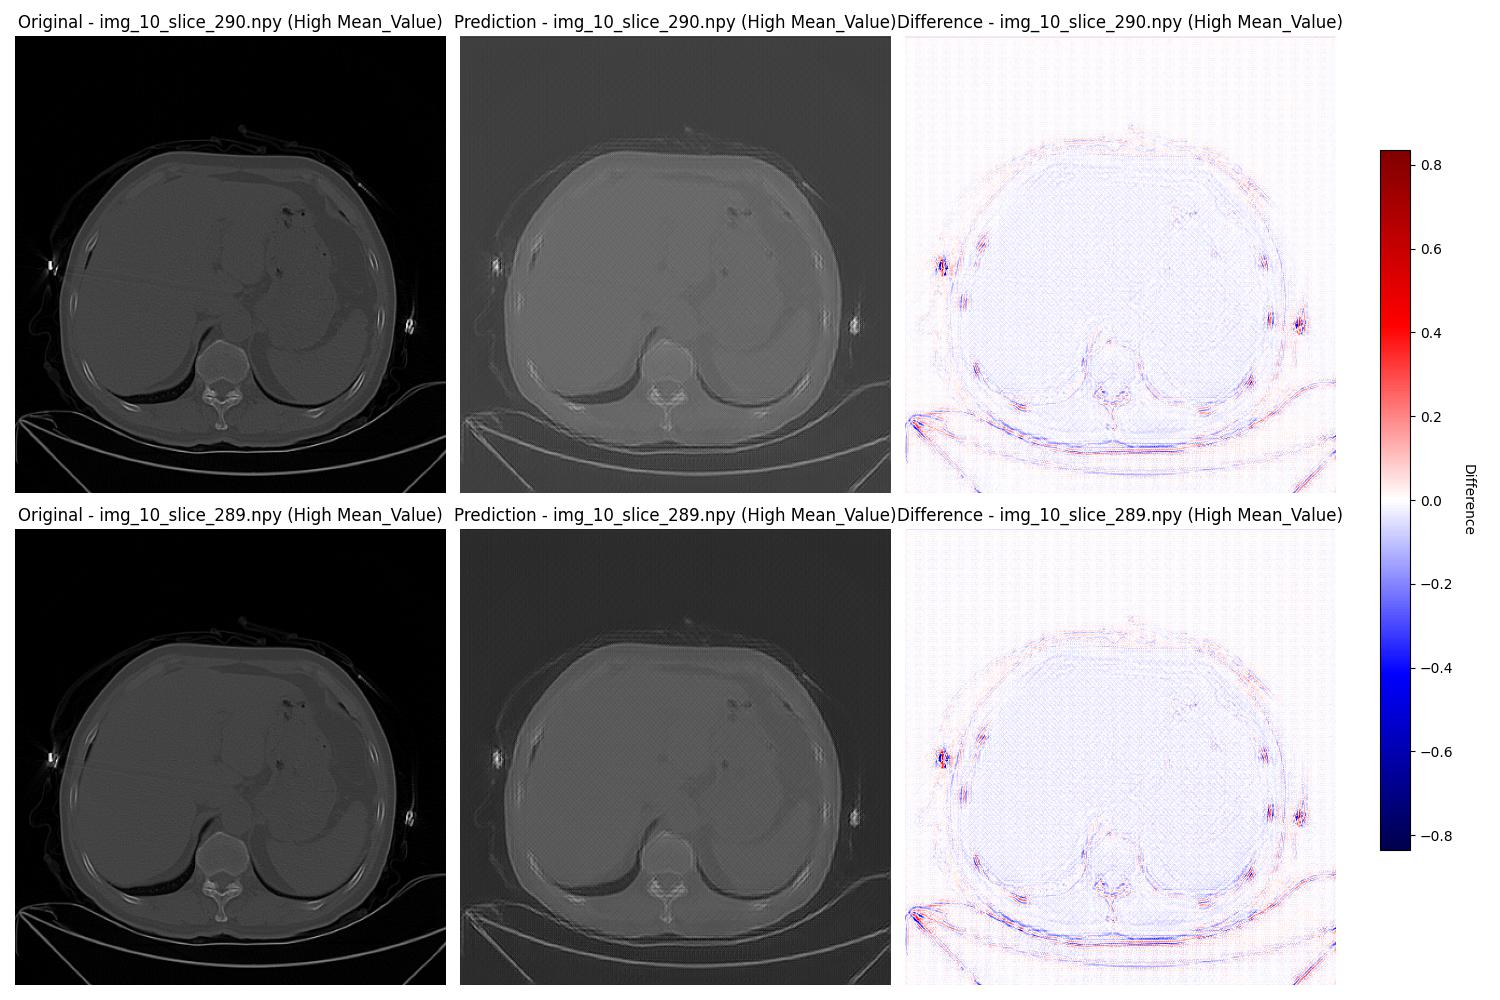 Original - img_10_slice_290.npy (High Mean_Value)
Prediction - img_10_slice_290.npy (High Mean_Value)
Difference - img_10_slice_290.npy (High Mean_Value)
Original - img_10_slice_289.npy (High Mean_Value)
Prediction - img_10_slice_289.npy (High Mean_Value)
Difference - img_10_slice_289.npy (High Mean_Value)
0.8
0.6
0.4
0.2
0.0
−0.2
−0.4
−0.6
−0.8
Difference